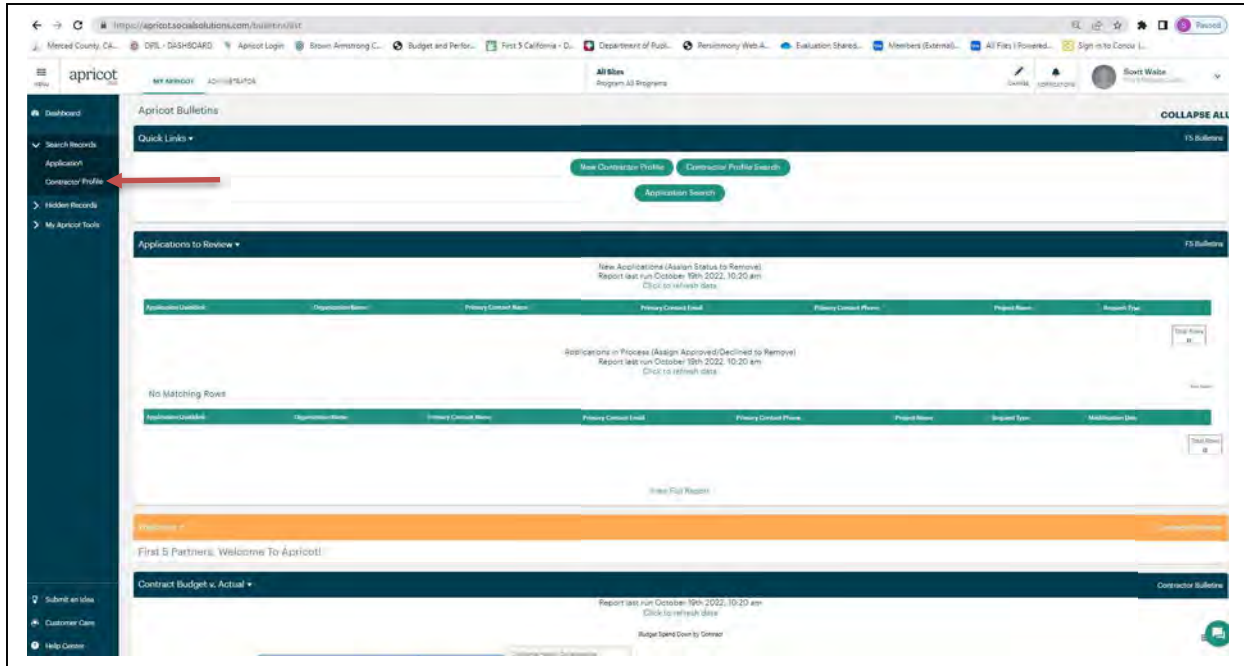 https://apricot.socialsolutions.com/bulletins/list
Paused
Merced County, CA...
DPIL - DASHBOARD
Apricot Login
Brown Armstrong C...
Budget and Perfor...
First 5 California - D...
Department of Publ...
Persimmony Web A...
Evaluation Shared...
Members (External)...
All Files | Powered...
Sign in to Concur |...
MENU
apricot
MY APRICOT
ADMINISTRATOR
All Sites
Program All Programs
NOTIFICATIONS
Scott Waite
Dashboard
Search Records
Application
Contractor Profile
Hidden Records
My Apricot Tools
Apricot Bulletins
COLLAPSE ALL
Quick Links
F5 Bulletins
New Contractor Profile
Contractor Profile Search
Application Search
Applications to Review
F5 Bulletins
New Applications (Assign Status to Remove)
Report last run October 19th 2022, 10:20 am
Click to refresh data
Organization Name
Primary Contact Name
Primary Contact Email
Primary Contact Phone
Project Name
Request Type
Total Rows
Applications in Process (Assign Approved/Declined to Remove)
Report last run October 19th 2022, 10:20 am
Click to refresh data
No Matching Rows
Organization Name
Primary Contact Name
Primary Contact Email
Primary Contact Phone
Project Name
Request Type
Modification Date
Total Rows
View Full Report
First 5 Partners, Welcome To Apricot!
Contract Budget v. Actual
Contractor Bulletins
Report last run October 19th 2022, 10:20 am
Click to refresh data
Budget Spend Down by Contract
Submit an Idea
Customer Care
Help Center